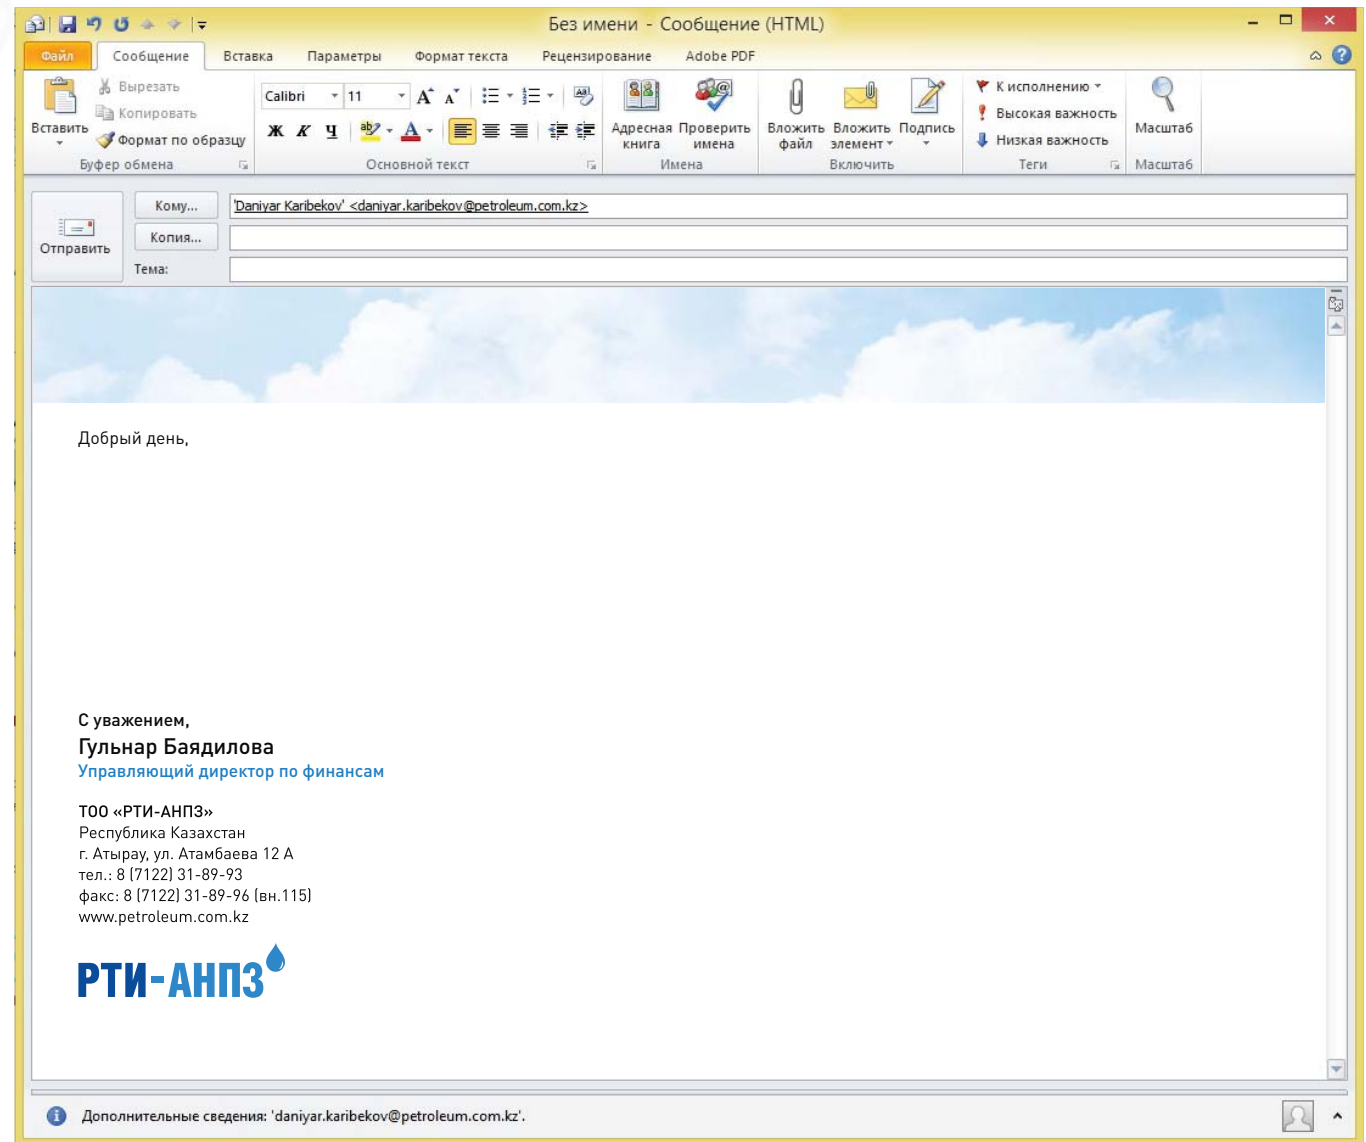 Без имени - Сообщение (HTML)
Файл Сообщение Вставка Параметры Формат текста Рецензирование Adobe PDF
Вставить
Вырезать
Копировать
Формат по образцу
Буфер обмена
Calibri 11
Ж К Ч
Основной текст
Адресная книга
Проверить имена
Имена
Вложить файл
Вложить элемент
Подпись
Включить
К исполнению
Высокая важность
Низкая важность
Теги
Масштаб
Масштаб
Отправить
Кому... 'Daniyar Karibekov' <daniyar.karibekov@petroleum.com.kz>
Копия...
Тема:
Добрый день,
С уважением,
Гульнар Баядилова
Управляющий директор по финансам
ТОО «РТИ-АНПЗ»
Республика Казахстан
г. Атырау, ул. Атамбаева 12 А
тел.: 8 (7122) 31-89-93
факс: 8 (7122) 31-89-96 (вн.115)
www.petroleum.com.kz
РТИ-АНПЗ
Дополнительные сведения: 'daniyar.karibekov@petroleum.com.kz'.